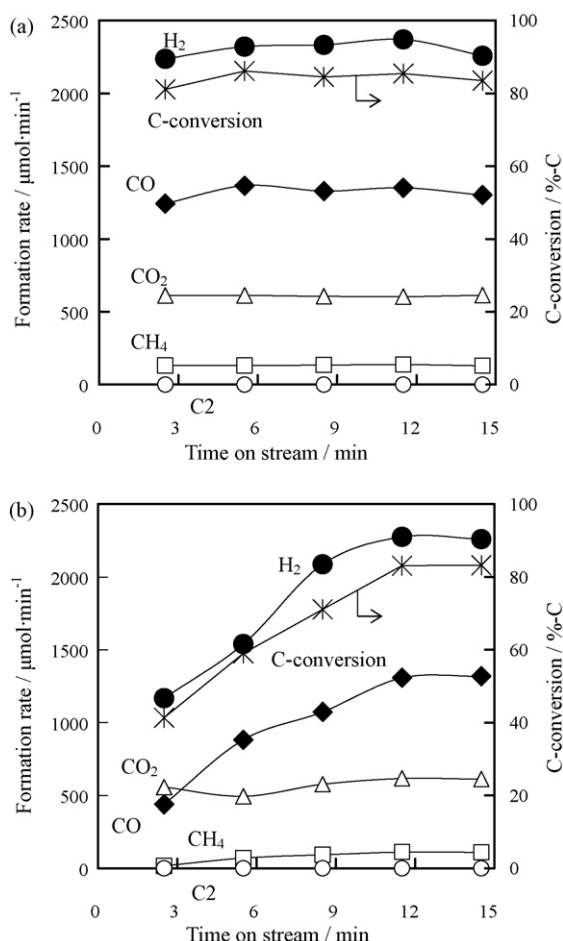 (a)
2500
2000
1500
1000
500
0
Formation rate / μmol·min⁻¹
H₂
C-conversion
CO
CO₂
CH₄
C2
100
80
60
40
20
0
C-conversion / %-C
0 3 6 9 12 15
Time on stream / min
(b)
2500
2000
1500
1000
500
0
Formation rate / μmol·min⁻¹
H₂
C-conversion
CO₂
CO
CH₄
C2
100
80
60
40
20
0
C-conversion / %-C
0 3 6 9 12 15
Time on stream / min